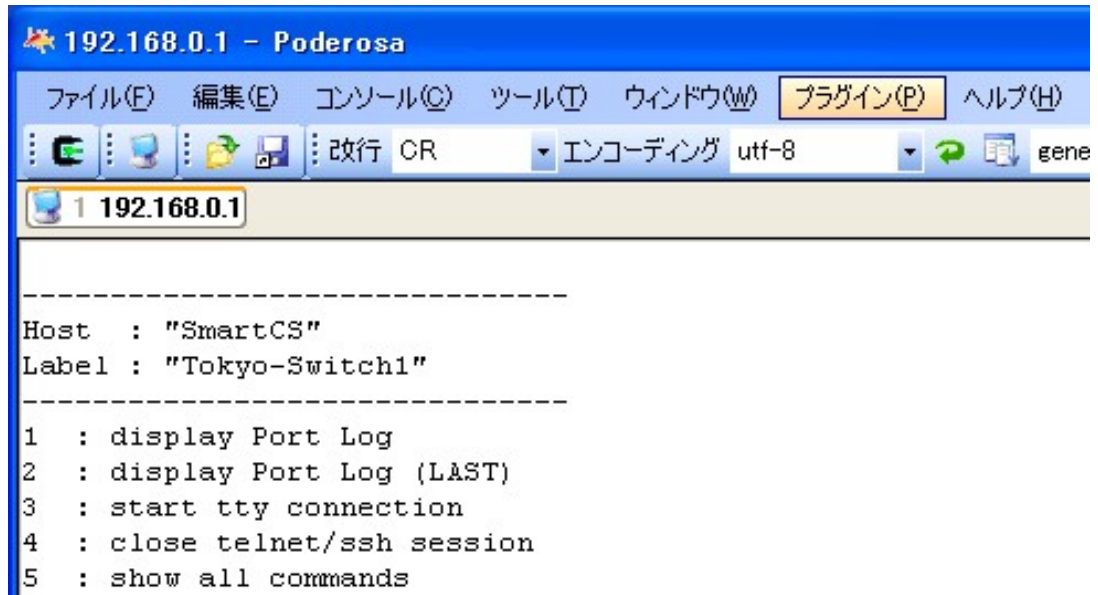 192.168.0.1 - Poderosa
ファイル(F) 編集(E) コンソール(C) ツール(T) ウィンドウ(W) プラグイン(P) ヘルプ(H)
改行 CR エンコーディング utf-8 gene
1 192.168.0.1
-------------------------------
Host  : "SmartCS"
Label : "Tokyo-Switch1"
-------------------------------
1  : display Port Log
2  : display Port Log (LAST)
3  : start tty connection
4  : close telnet/ssh session
5  : show all commands